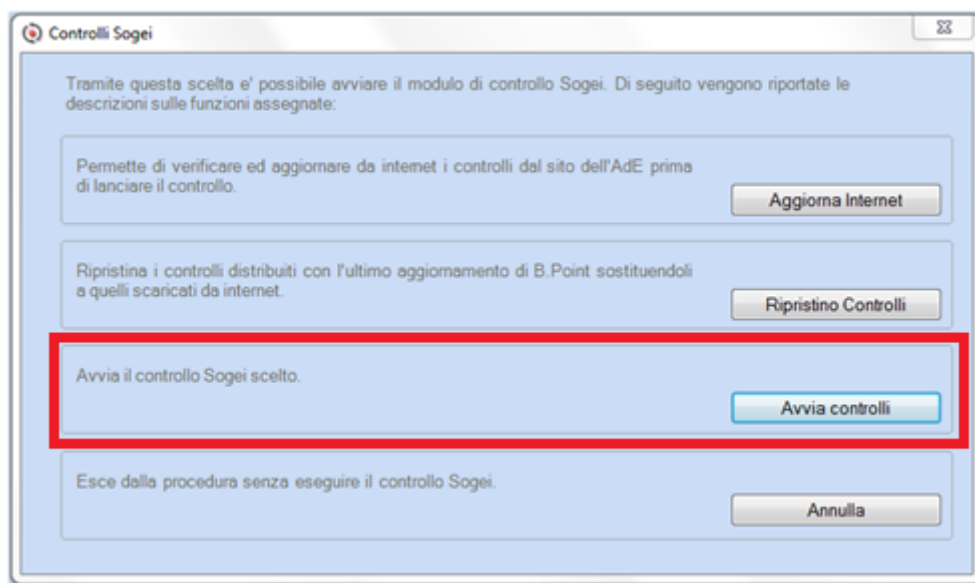 Controlli Sogei
Tramite questa scelta e' possibile avviare il modulo di controllo Sogei. Di seguito vengono riportate le
descrizioni sulle funzioni assegnate:
Permette di verificare ed aggiornare da internet i controlli dal sito dell'AdE prima
di lanciare il controllo.
Aggiorna Internet
Ripristina i controlli distribuiti con l'ultimo aggiornamento di B.Point sostituendoli
a quelli scaricati da internet.
Ripristino Controlli
Avvia il controllo Sogei scelto.
Avvia controlli
Esce dalla procedura senza eseguire il controllo Sogei.
Annulla